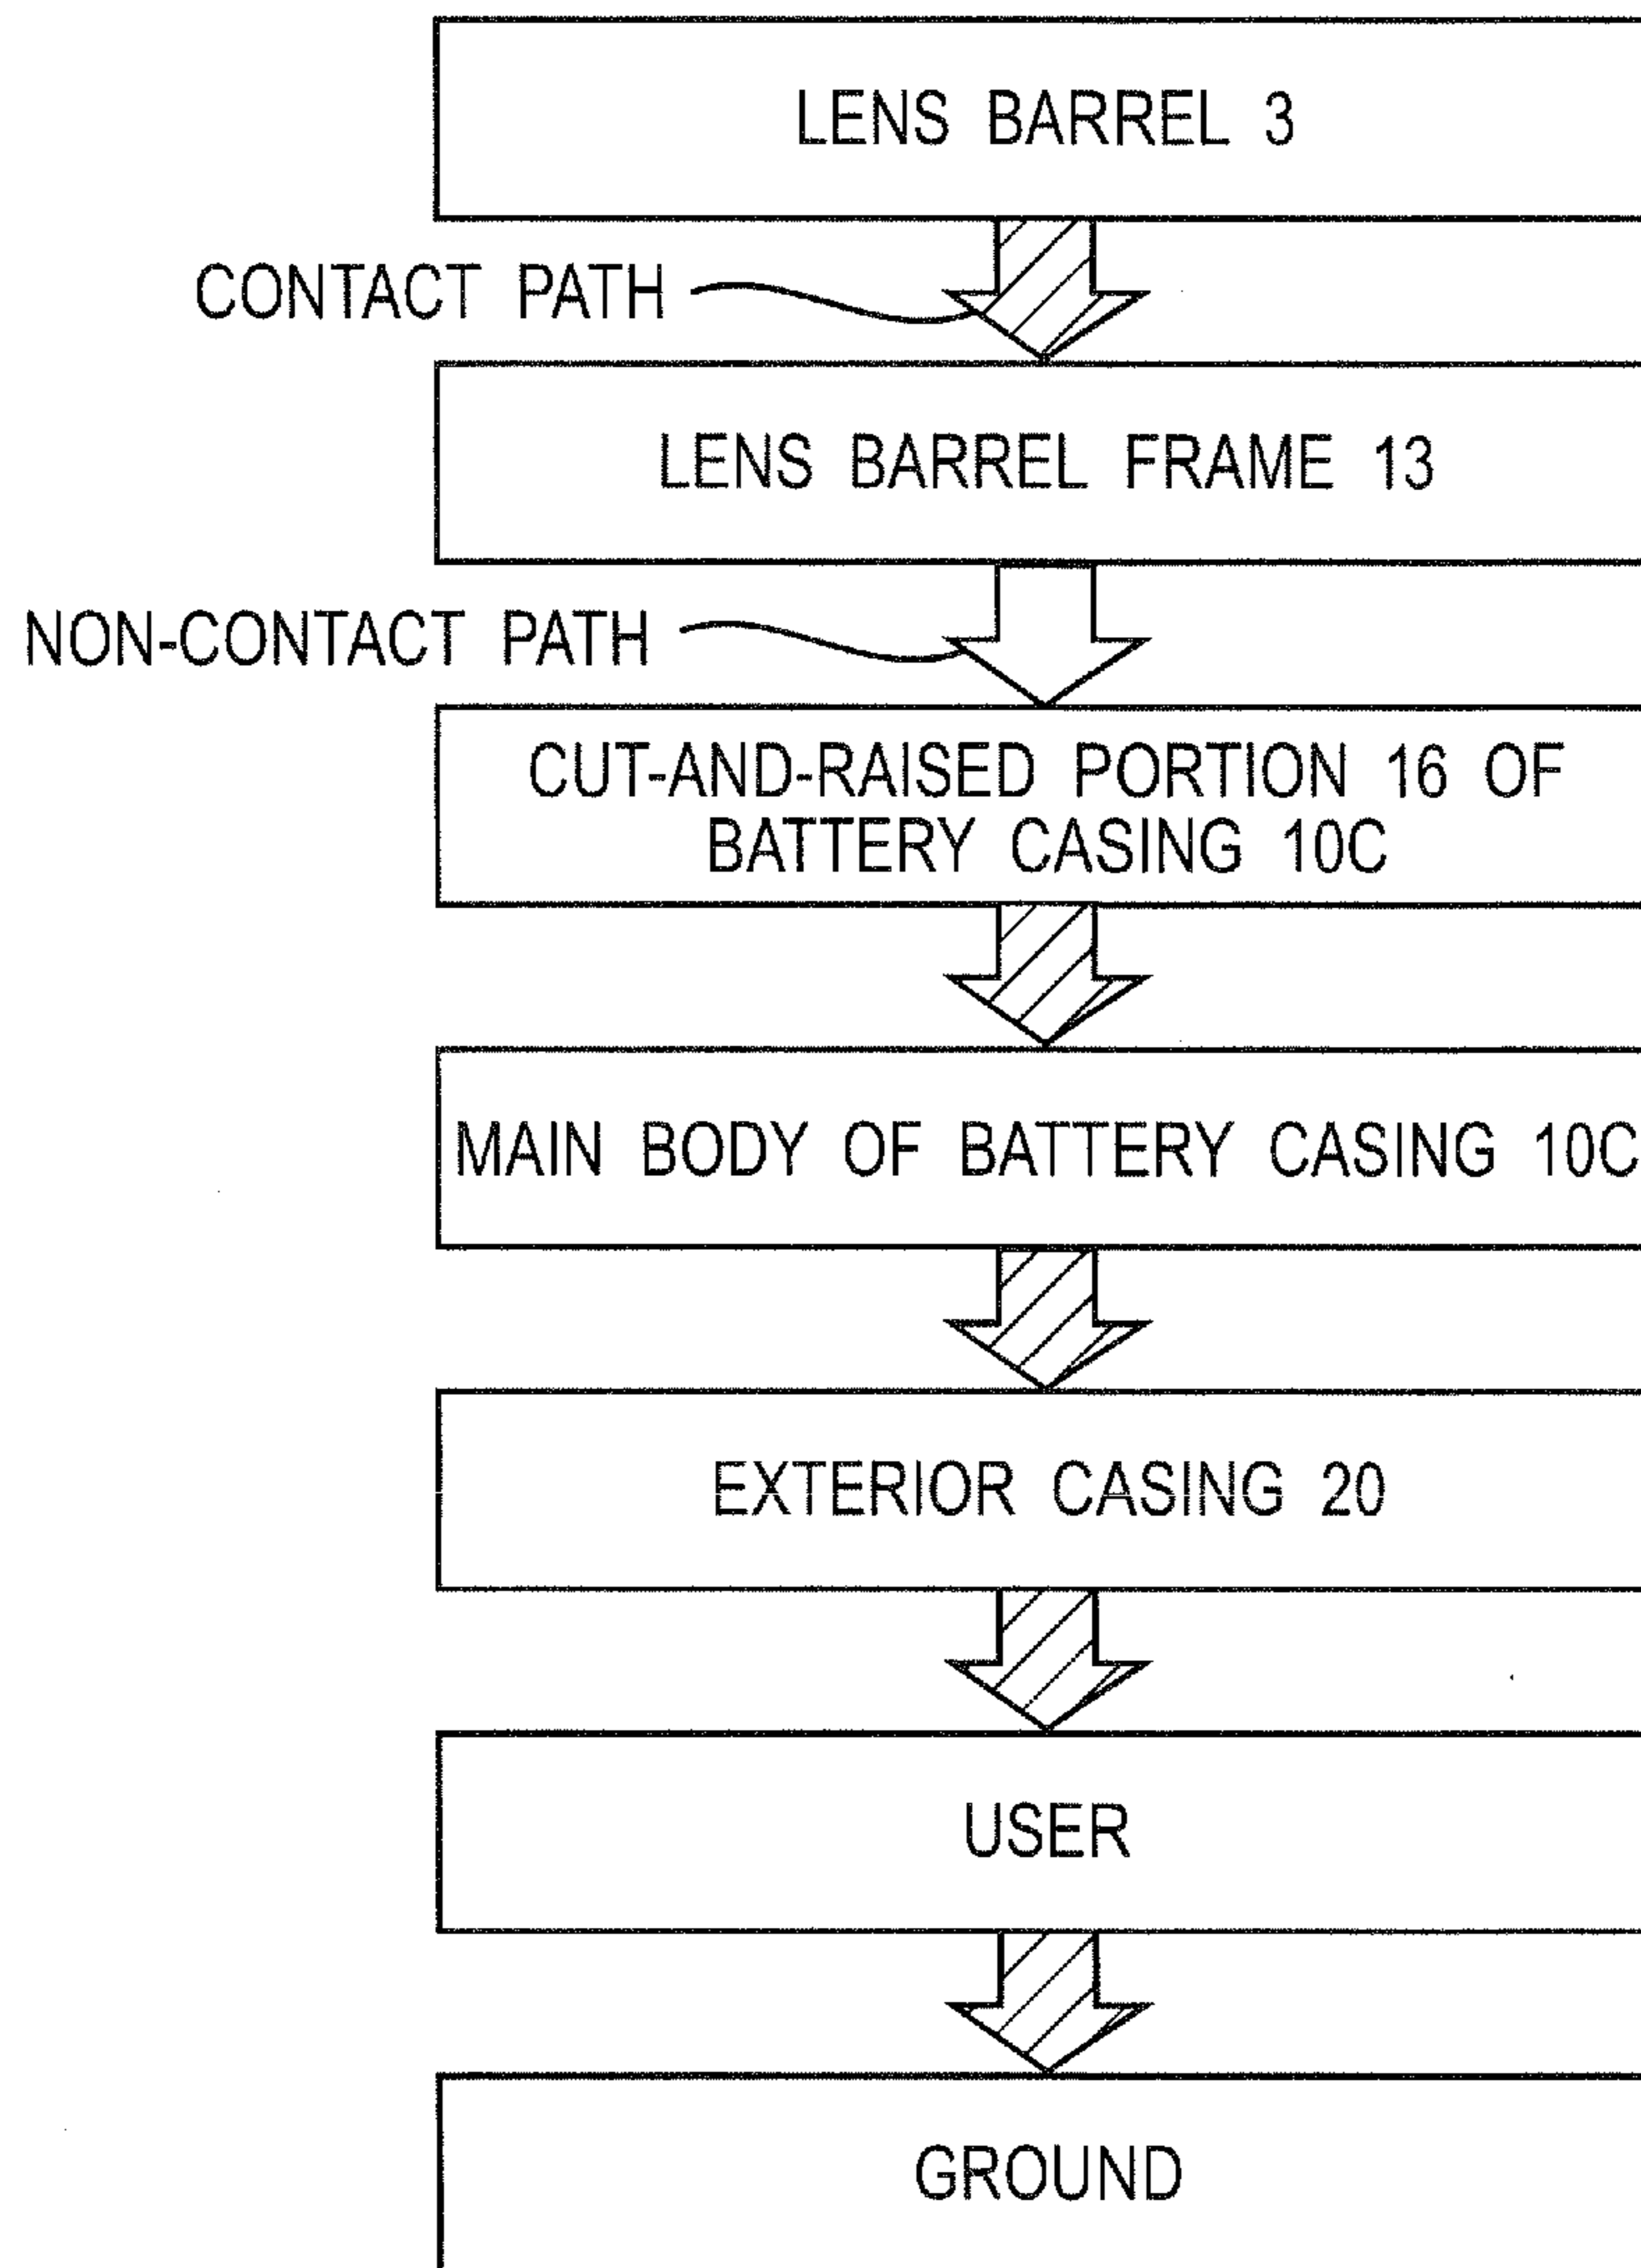 LENS BARREL 3
CONTACT PATH
LENS BARREL FRAME 13
NON-CONTACT PATH
CUT-AND-RAISED PORTION 16 OF
BATTERY CASING 10C
MAIN BODY OF BATTERY CASING 10C
EXTERIOR CASING 20
USER
GROUND